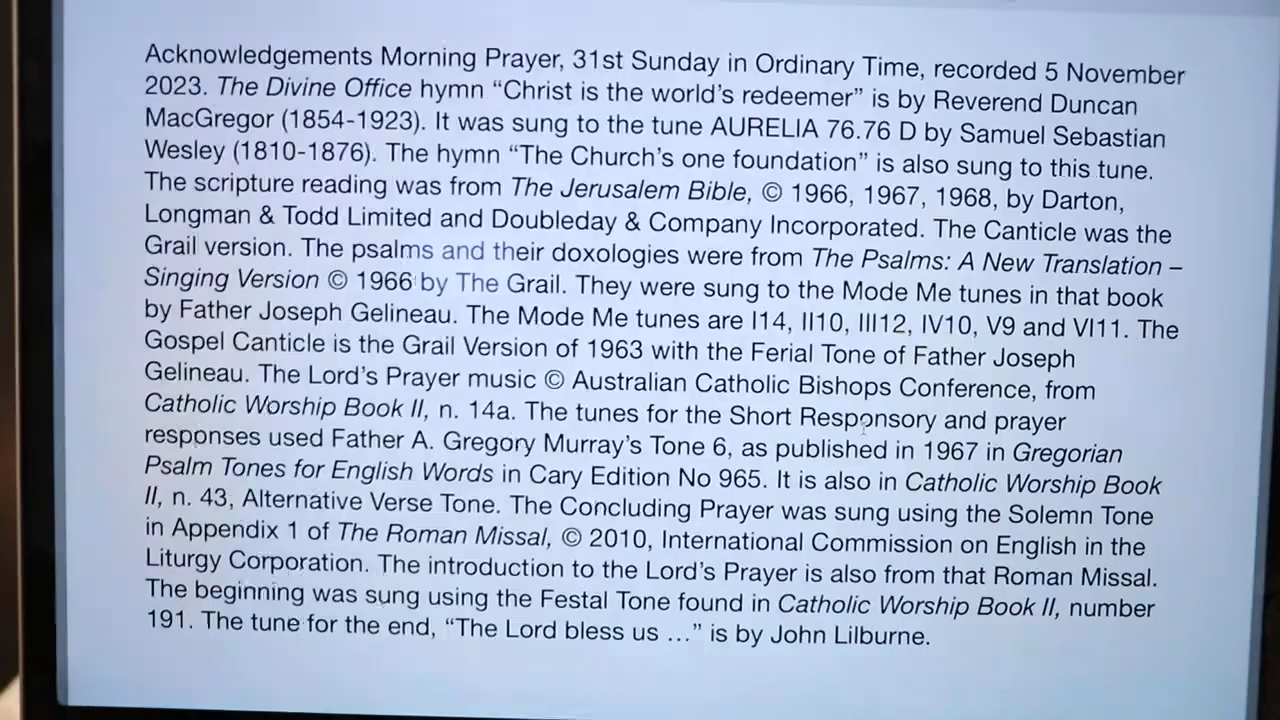 Acknowledgements Morning Prayer, 31st Sunday in Ordinary Time, recorded 5 November
2023. The Divine Office hymn “Christ is the world’s redeemer” is by Reverend Duncan
MacGregor (1854-1923). It was sung to the tune AURELIA 76.76 D by Samuel Sebastian
Wesley (1810-1876). The hymn “The Church’s one foundation” is also sung to this tune.
The scripture reading was from The Jerusalem Bible, © 1966, 1967, 1968, by Darton,
Longman & Todd Limited and Doubleday & Company Incorporated. The Canticle was the
Grail version. The psalms and their doxologies were from The Psalms: A New Translation –
Singing Version © 1966 by The Grail. They were sung to the Mode Me tunes in that book
by Father Joseph Gelineau. The Mode Me tunes are I14, II10, III12, IV10, V9 and VI11. The
Gospel Canticle is the Grail Version of 1963 with the Ferial Tone of Father Joseph
Gelineau. The Lord’s Prayer music © Australian Catholic Bishops Conference, from
Catholic Worship Book II, n. 14a. The tunes for the Short Responsory and prayer
responses used Father A. Gregory Murray’s Tone 6, as published in 1967 in Gregorian
Psalm Tones for English Words in Cary Edition No 965. It is also in Catholic Worship Book
II, n. 43, Alternative Verse Tone. The Concluding Prayer was sung using the Solemn Tone
in Appendix 1 of The Roman Missal, © 2010, International Commission on English in the
Liturgy Corporation. The introduction to the Lord’s Prayer is also from that Roman Missal.
The beginning was sung using the Festal Tone found in Catholic Worship Book II, number
191. The tune for the end, “The Lord bless us …” is by John Lilburne.